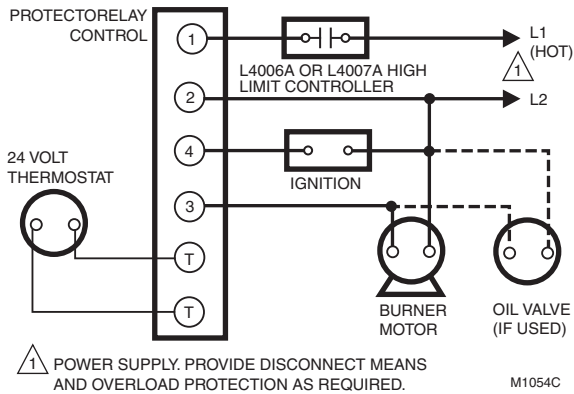 PROTECTORELAY
CONTROL
1
L1
(HOT)
1
L4006A OR L4007A HIGH
LIMIT CONTROLLER
2
L2
4
IGNITION
24 VOLT
THERMOSTAT
3
T
T
BURNER
MOTOR
OIL VALVE
(IF USED)
1 POWER SUPPLY. PROVIDE DISCONNECT MEANS
AND OVERLOAD PROTECTION AS REQUIRED.
M1054C